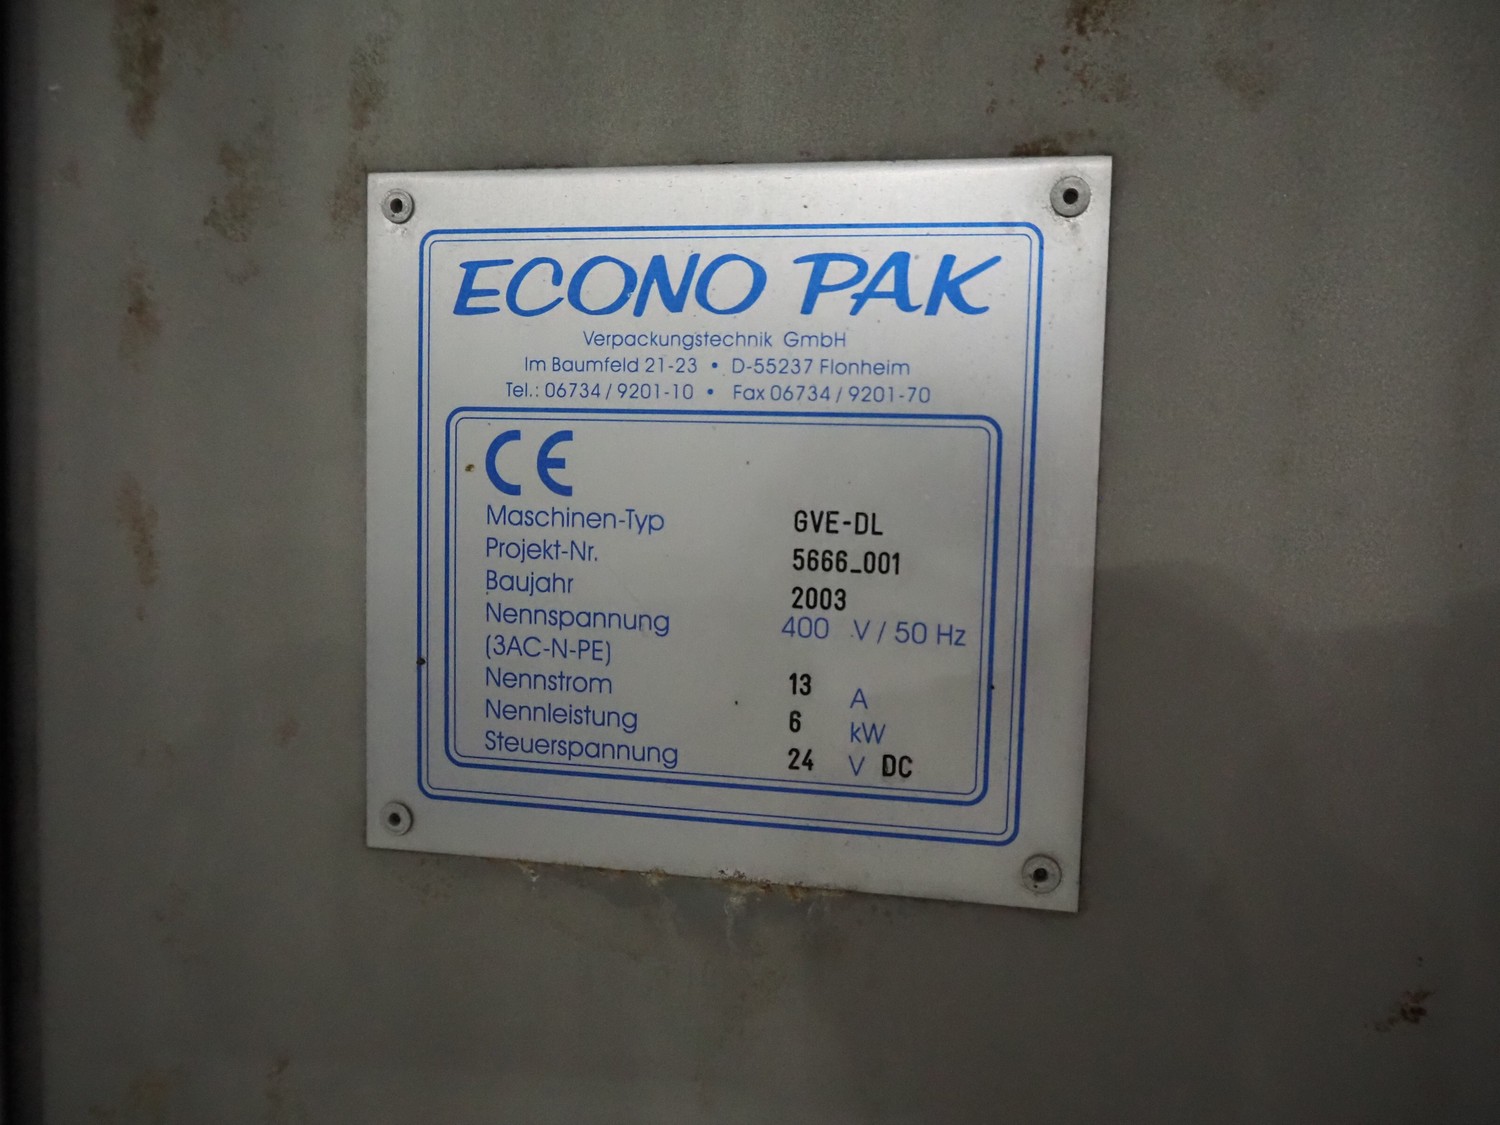 ECONO PAK
Verpackungstechnik GmbH
Im Baumfeld 21-23 • D-55237 Flonheim
Tel.: 06734/9201-10 • Fax 06734/9201-70
CE
Maschinen-Typ GVE-DL
Projekt-Nr. 5666_001
Baujahr 2003
Nennspannung 400 V/50 Hz
(3AC-N-PE)
Nennstrom 13 A
Nennleistung 6 kW
Steuerspannung 24 V DC